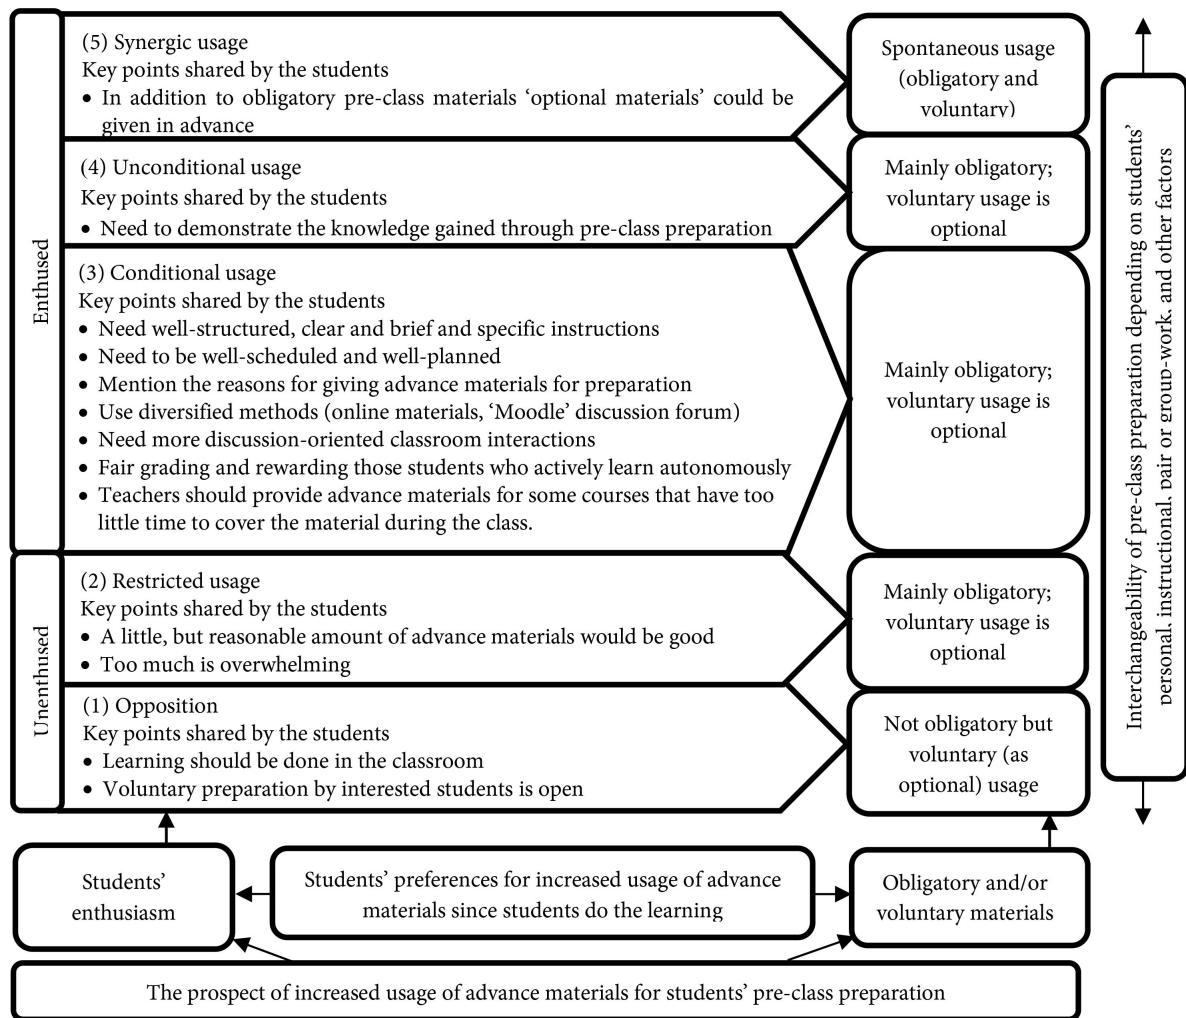 Enthused
(5) Synergic usage
Key points shared by the students
• In addition to obligatory pre-class materials ‘optional materials’ could be
given in advance
Spontaneous usage
(obligatory and
voluntary)
(4) Unconditional usage
Key points shared by the students
• Need to demonstrate the knowledge gained through pre-class preparation
Mainly obligatory;
voluntary usage is
optional
(3) Conditional usage
Key points shared by the students
• Need well-structured, clear and brief and specific instructions
• Need to be well-scheduled and well-planned
• Mention the reasons for giving advance materials for preparation
• Use diversified methods (online materials, ‘Moodle’ discussion forum)
• Need more discussion-oriented classroom interactions
• Fair grading and rewarding those students who actively learn autonomously
• Teachers should provide advance materials for some courses that have too
little time to cover the material during the class.
Mainly obligatory;
voluntary usage is
optional
Unenthused
(2) Restricted usage
Key points shared by the students
• A little, but reasonable amount of advance materials would be good
• Too much is overwhelming
Mainly obligatory;
voluntary usage is
optional
(1) Opposition
Key points shared by the students
• Learning should be done in the classroom
• Voluntary preparation by interested students is open
Not obligatory but
voluntary (as
optional) usage
Interchangeability of pre-class preparation depending on students’
personal, instructional, pair or group-work, and other factors
Students’
enthusiasm
Students’ preferences for increased usage of advance
materials since students do the learning
Obligatory and/or
voluntary materials
The prospect of increased usage of advance materials for students’ pre-class preparation